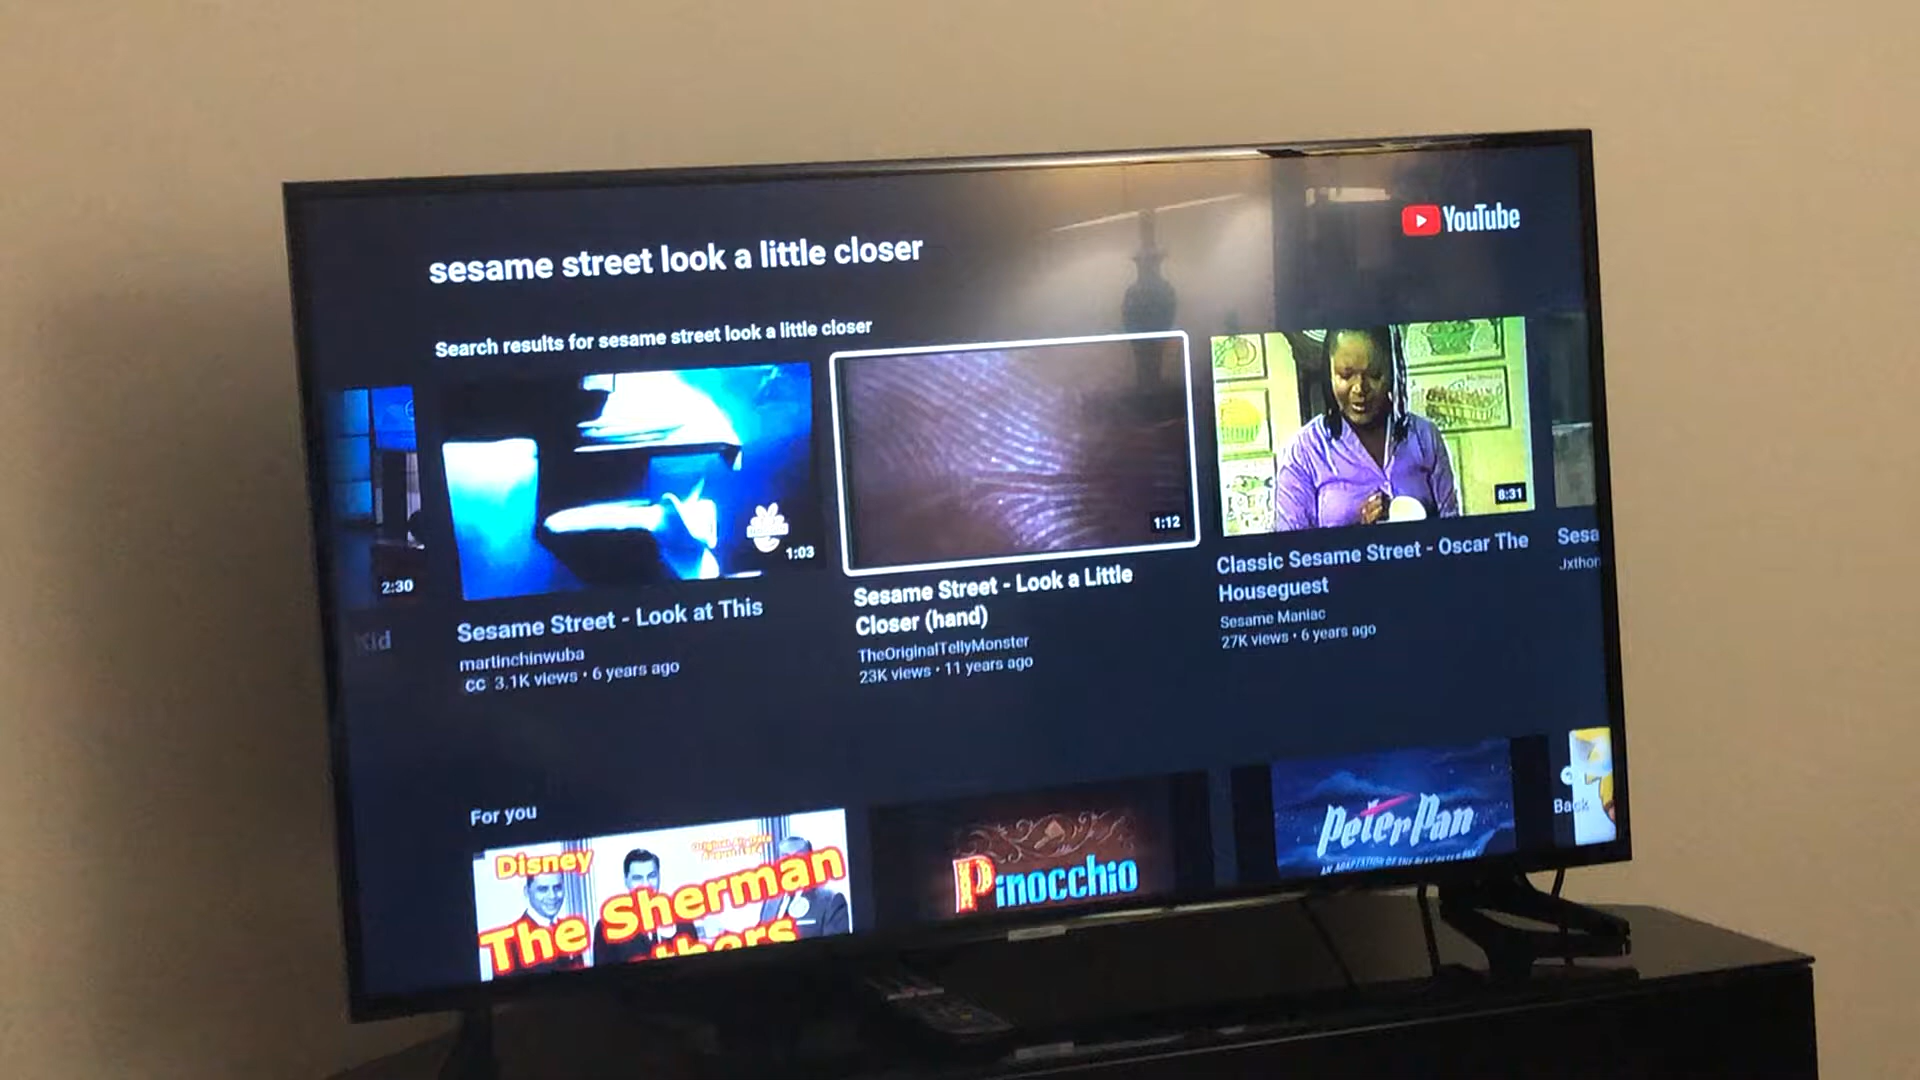 YouTube
sesame street look a little closer
Search results for sesame street look a little closer
2:30
1:03
1:12
8:31
Kid
Sesame Street - Look at This
martinchinwuba
CC 3.1K views • 6 years ago
Sesame Street - Look a Little
Closer (hand)
TheOriginalTellyMonster
23K views • 11 years ago
Classic Sesame Street - Oscar The
Houseguest
Sesame Maniac
27K views • 6 years ago
Sesa
Jxthor
For you
Disney
The Sherman
thers
Pinocchio
Peter Pan
Back